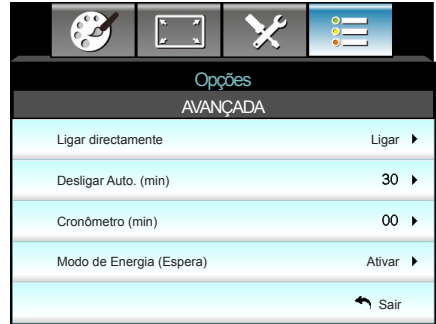 Opções
AVANÇADA
Ligar directamente Ligar
Desligar Auto. (min) 30
Cronômetro (min) 00
Modo de Energia (Espera) Ativar
Sair